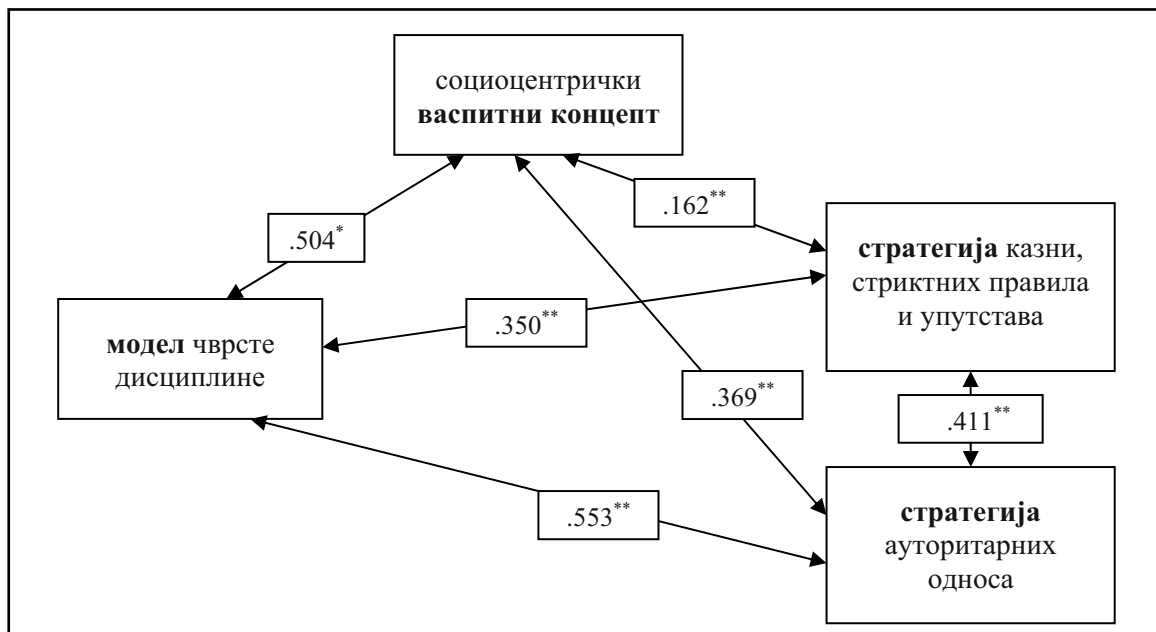 социоцентрички
васпитни концепт
.162**
.504*
стратегија казни,
стриктних правила
и упутстава
.350**
модел чврсте
дисциплине
.369**
.411**
.553**
стратегија
ауторитарних
односа